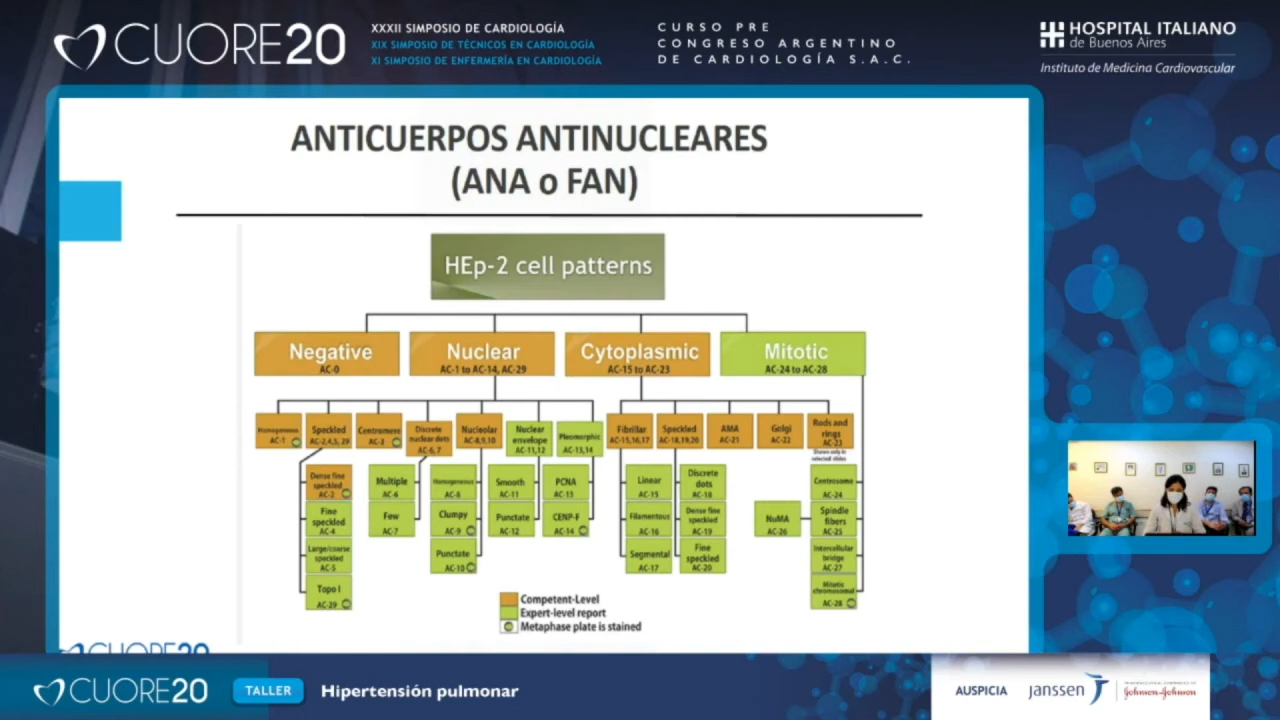 CUORE20
XXXII SIMPOSIO DE CARDIOLOGÍA
XIX SIMPOSIO DE TÉCNICOS EN CARDIOLOGÍA
XI SIMPOSIO DE ENFERMERÍA EN CARDIOLOGÍA
CURSO PRE
CONGRESO ARGENTINO
DE CARDIOLOGÍA S.A.C.
HOSPITAL ITALIANO
de Buenos Aires
Instituto de Medicina Cardiovascular
ANTICUERPOS ANTINUCLEARES
(ANA o FAN)
HEp-2 cell patterns
Negative
AC-0
Nuclear
AC-1 to AC-14, AC-29
Cytoplasmic
AC-15 to AC-23
Mitotic
AC-24 to AC-28
Homogeneous
AC-1
Speckled
AC-2,4,5, 29
Centromere
AC-3
Discrete
nuclear dots
AC-6, 7
Nucleolar
AC-8,9,10
Nuclear
envelope
AC-11,12
Pleomorphic
AC-13,14
Fibrillar
AC-15,16,17
Speckled
AC-18,19,20
AMA
AC-21
Golgi
AC-22
Rods and
rings
AC-23
Shown only in
selected slides
Dense fine
speckled
AC-2
Fine
speckled
AC-4
Large/coarse
speckled
AC-5
Topo I
AC-29
Multiple
AC-6
Few
AC-7
Homogeneous
AC-8
Clumpy
AC-9
Punctate
AC-10
Smooth
AC-11
Punctate
AC-12
PCNA
AC-13
CENP-F
AC-14
Linear
AC-15
Filamentous
AC-16
Segmental
AC-17
Discrete
dots
AC-18
Dense fine
speckled
AC-19
Fine
speckled
AC-20
NuMA
AC-26
Centrosome
AC-24
Spindle
fibers
AC-25
Intercellular
bridge
AC-27
Mitotic
chromosomal
AC-28
Competent-Level
Expert-level report
Metaphase plate is stained
CUORE20
CUORE20
TALLER
Hipertensión pulmonar
AUSPICIA
janssen
Johnson&Johnson